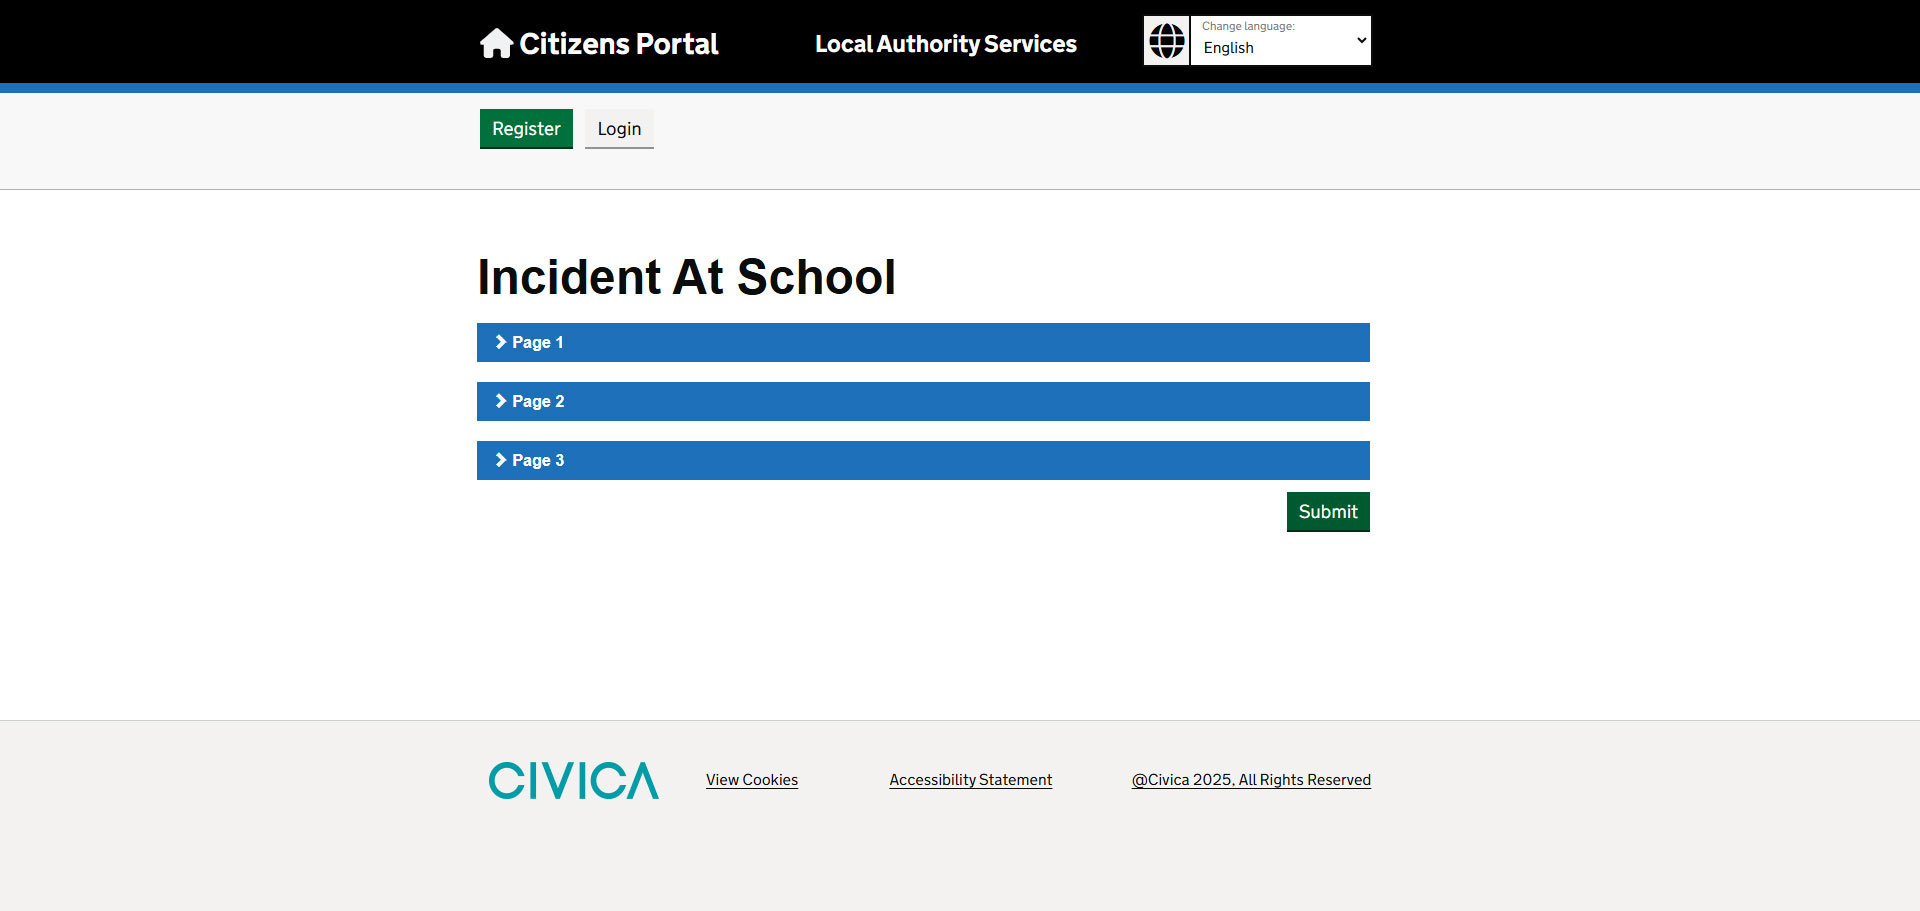 Citizens Portal
Local Authority Services
Change language:
English
Register
Login
Incident At School
Page 1
Page 2
Page 3
Submit
CIVICA
View Cookies
Accessibility Statement
@Civica 2025, All Rights Reserved